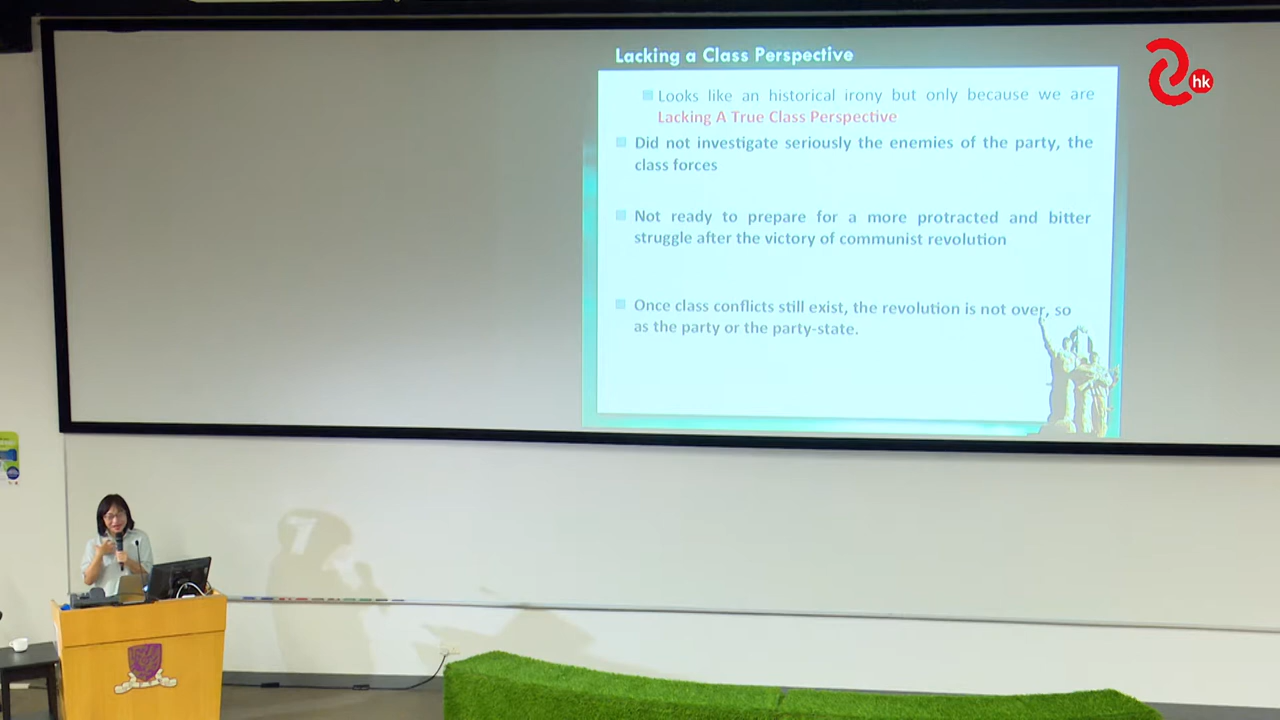 Lacking a Class Perspective
hk
Looks like an historical irony but only because we are
Lacking A True Class Perspective
Did not investigate seriously the enemies of the party, the
class forces
Not ready to prepare for a more protracted and bitter
struggle after the victory of communist revolution
Once class conflicts still exist, the revolution is not over, so
as the party or the party-state.